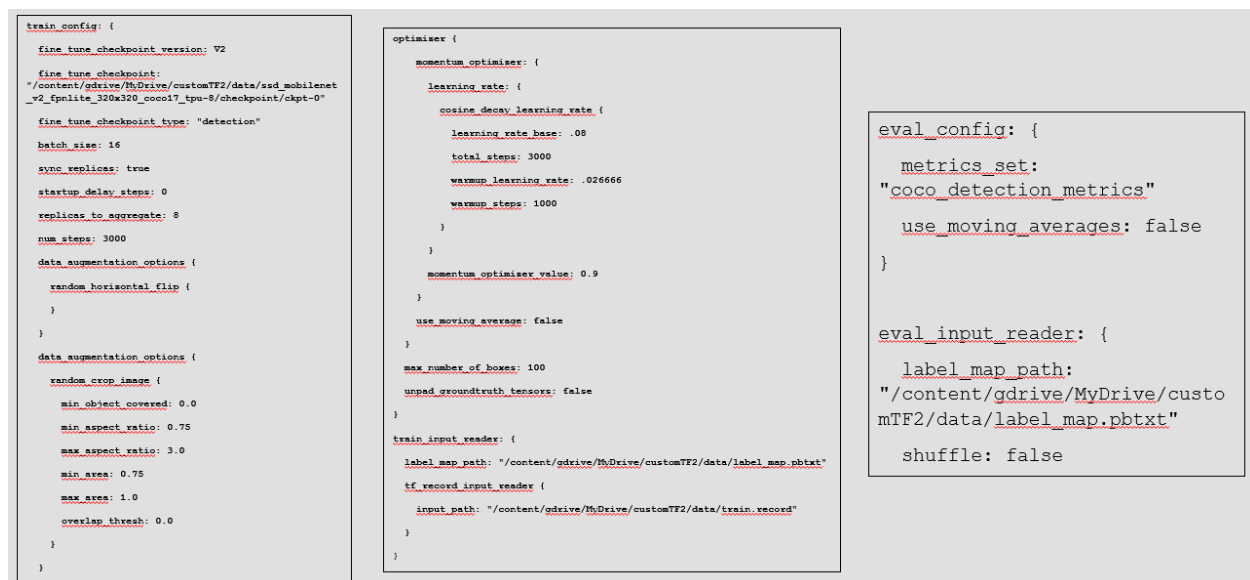 train_config: {
fine_tune_checkpoint_version: V2
fine_tune_checkpoint:
"/content/gdrive/MyDrive/customTF2/data/ssd_mobilenet
_v2_fpnlite_320x320_coco17_tpu-8/checkpoint/ckpt-0"
fine_tune_checkpoint_type: "detection"
batch_size: 16
sync_replicas: true
startup_delay_steps: 0
replicas_to_aggregate: 8
num_steps: 3000
data_augmentation_options {
random_horizontal_flip {
}
}
data_augmentation_options {
random_crop_image {
min_object_covered: 0.0
min_aspect_ratio: 0.75
max_aspect_ratio: 3.0
min_area: 0.75
max_area: 1.0
overlap_thresh: 0.0
}
}
optimiser {
momentum_optimiser: {
learning_rate: {
cosine_decay_learning_rate {
learning_rate_base: .08
total_steps: 3000
warmup_learning_rate: .026666
warmup_steps: 1000
}
}
momentum_optimiser_value: 0.9
}
use_moving_average: false
}
max_number_of_boxes: 100
unpad_groundtruth_tensors: false
}
train_input_reader: {
label_map_path: "/content/gdrive/MyDrive/customTF2/data/label_map.pbtxt"
tf_record_input_reader {
input_path: "/content/gdrive/MyDrive/customTF2/data/train.record"
}
}
eval_config: {
metrics_set:
"coco_detection_metrics"
use_moving_averages: false
}
eval_input_reader: {
label_map_path:
"/content/gdrive/MyDrive/custo
mTF2/data/label_map.pbtxt"
shuffle: false